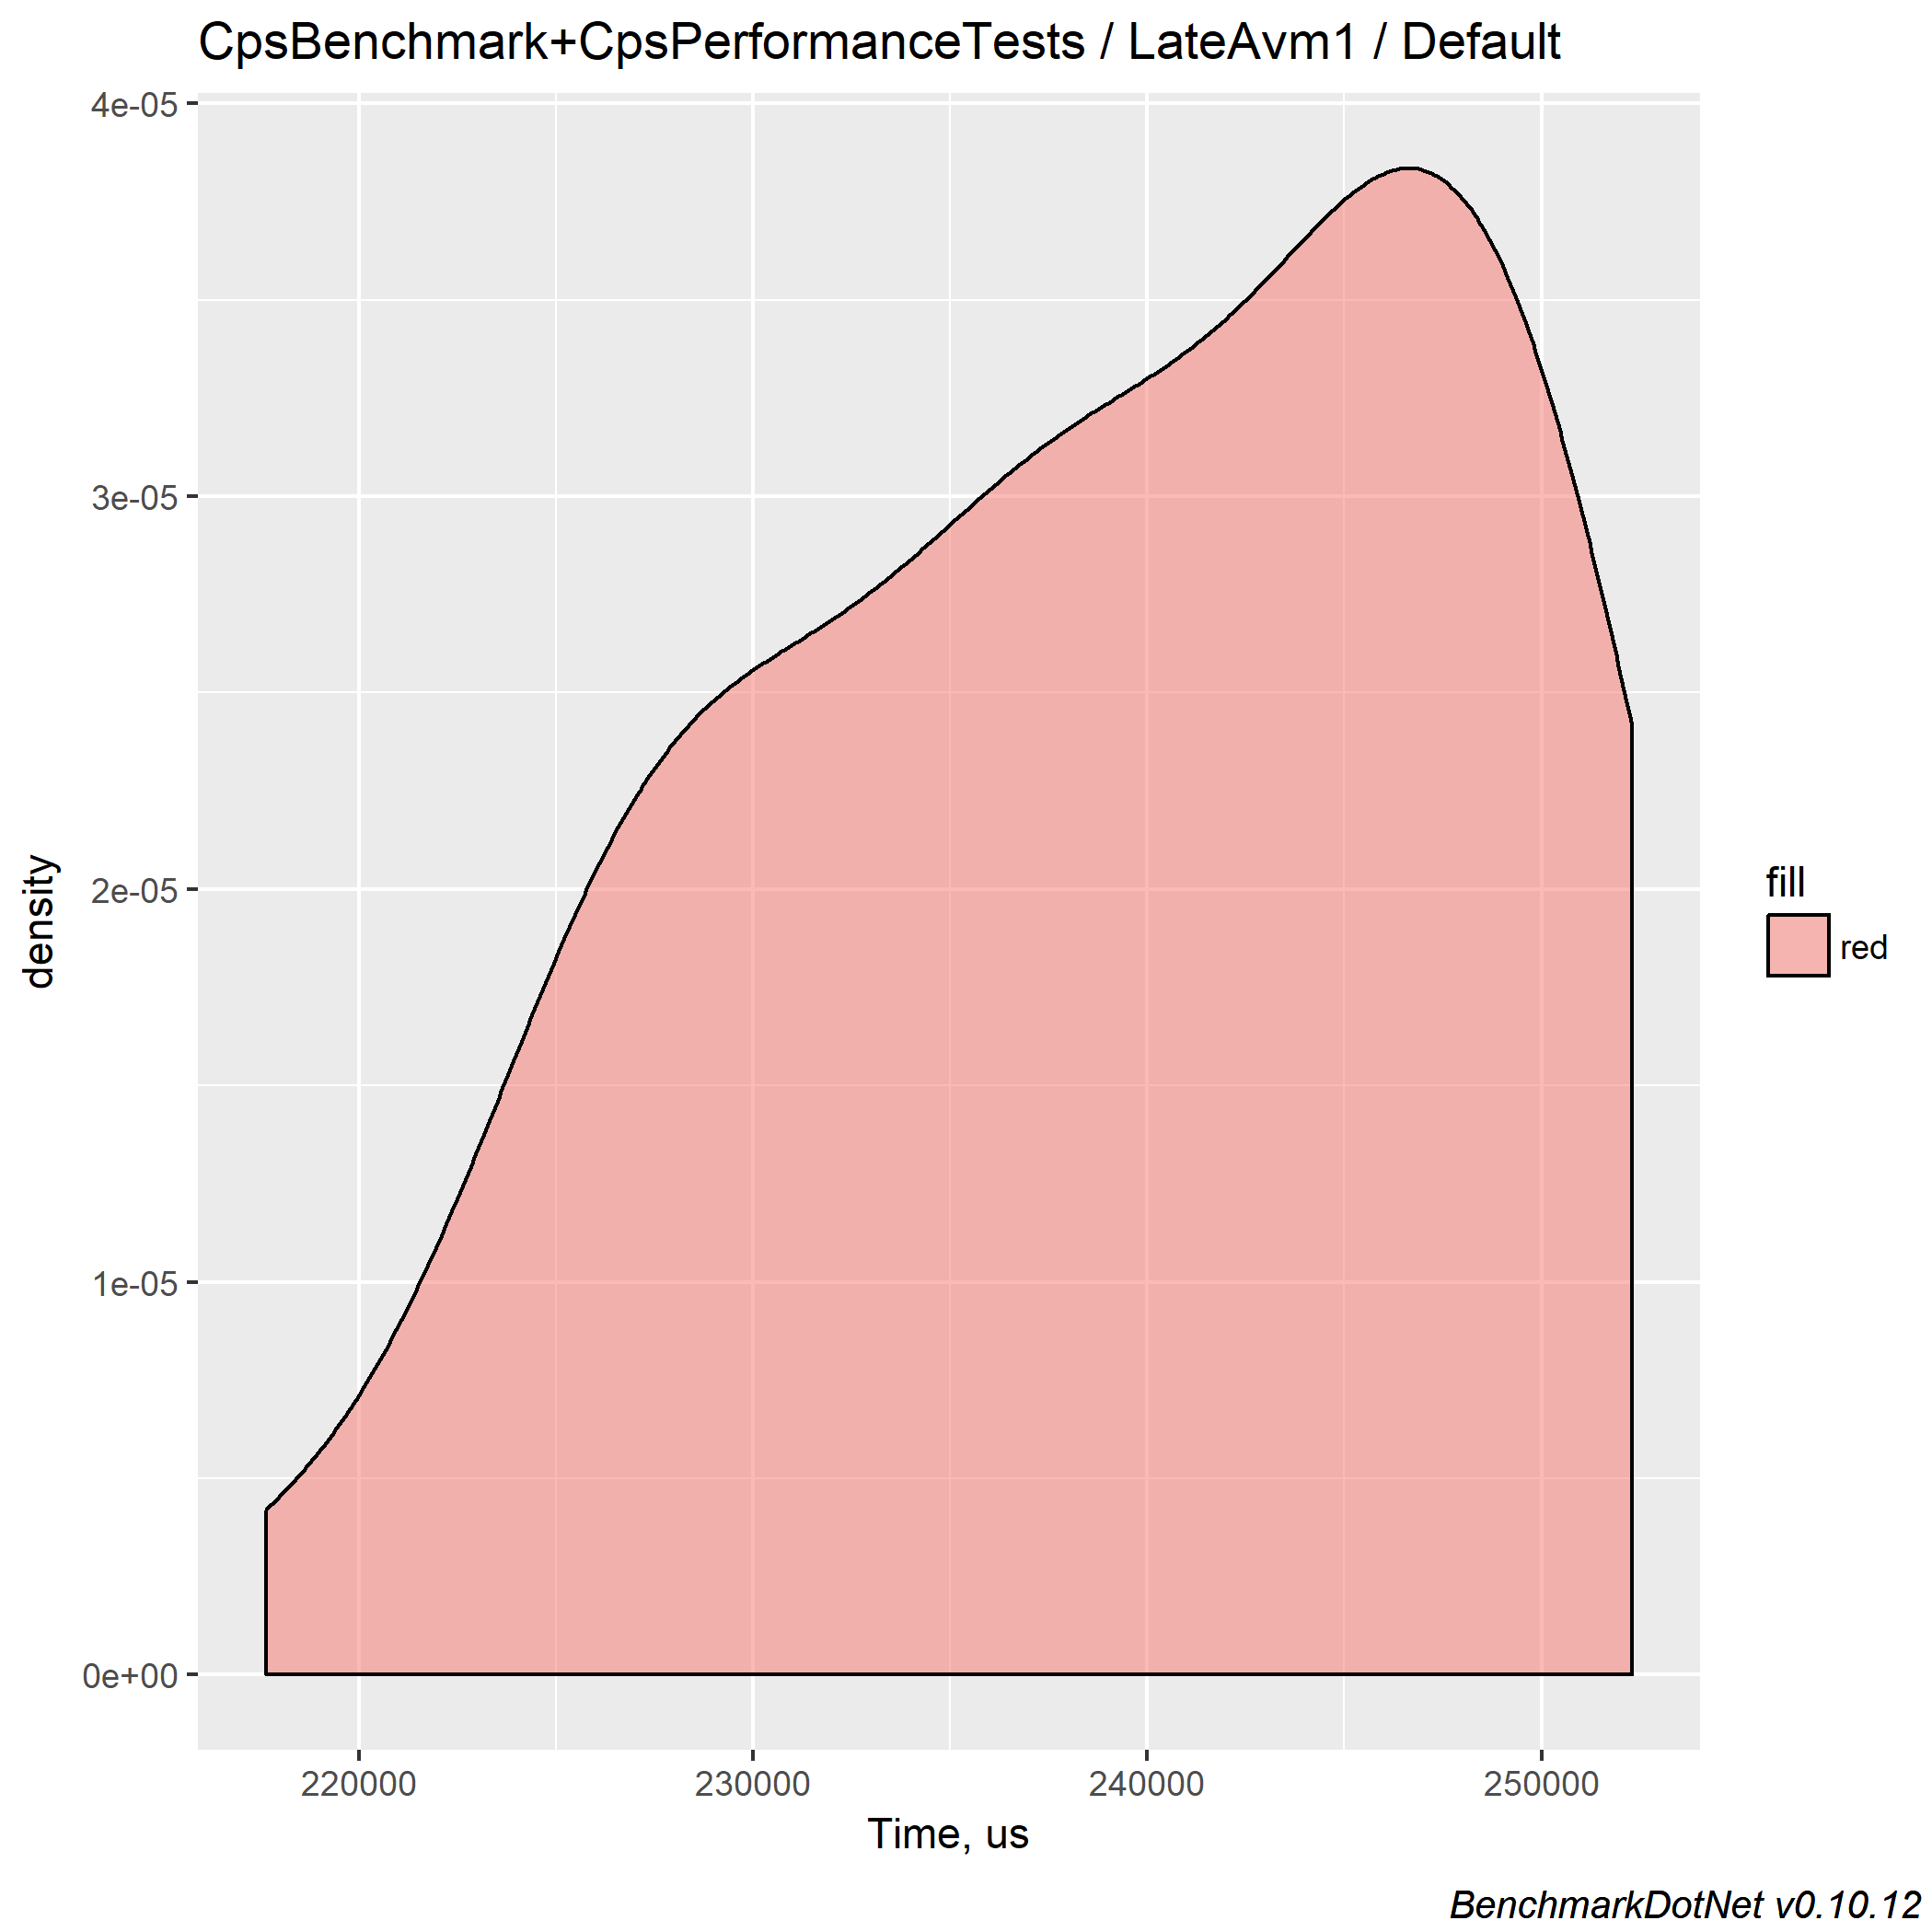 CpsBenchmark+CpsPerformanceTests / LateAvm1 / Default
4e-05
3e-05
2e-05
1e-05
0e+00
density
220000 230000 240000 250000
Time, us
fill
red
BenchmarkDotNet v0.10.12